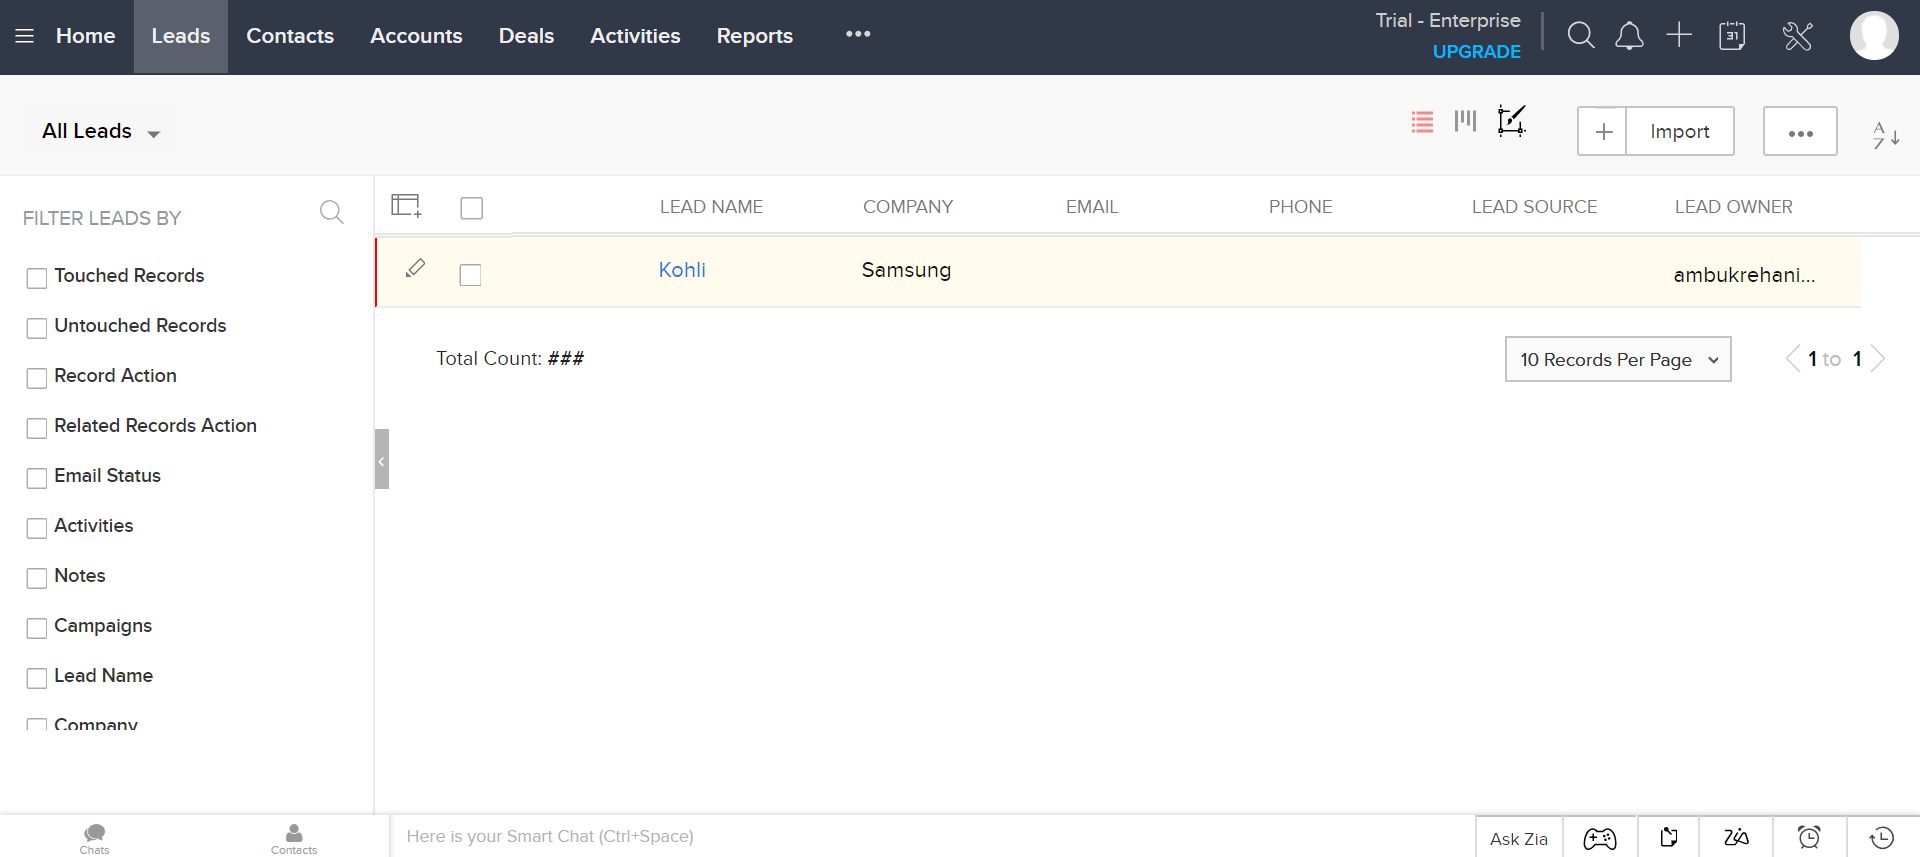 Home Leads Contacts Accounts Deals Activities Reports
Trial - Enterprise
UPGRADE
31
All Leads
Import
A
Z
FILTER LEADS BY
LEAD NAME COMPANY EMAIL PHONE LEAD SOURCE LEAD OWNER
Kohli Samsung ambukrehani...
Total Count: ###
10 Records Per Page
1 to 1
Touched Records
Untouched Records
Record Action
Related Records Action
Email Status
Activities
Notes
Campaigns
Lead Name
Company
Chats
Contacts
Here is your Smart Chat (Ctrl+Space)
Ask Zia